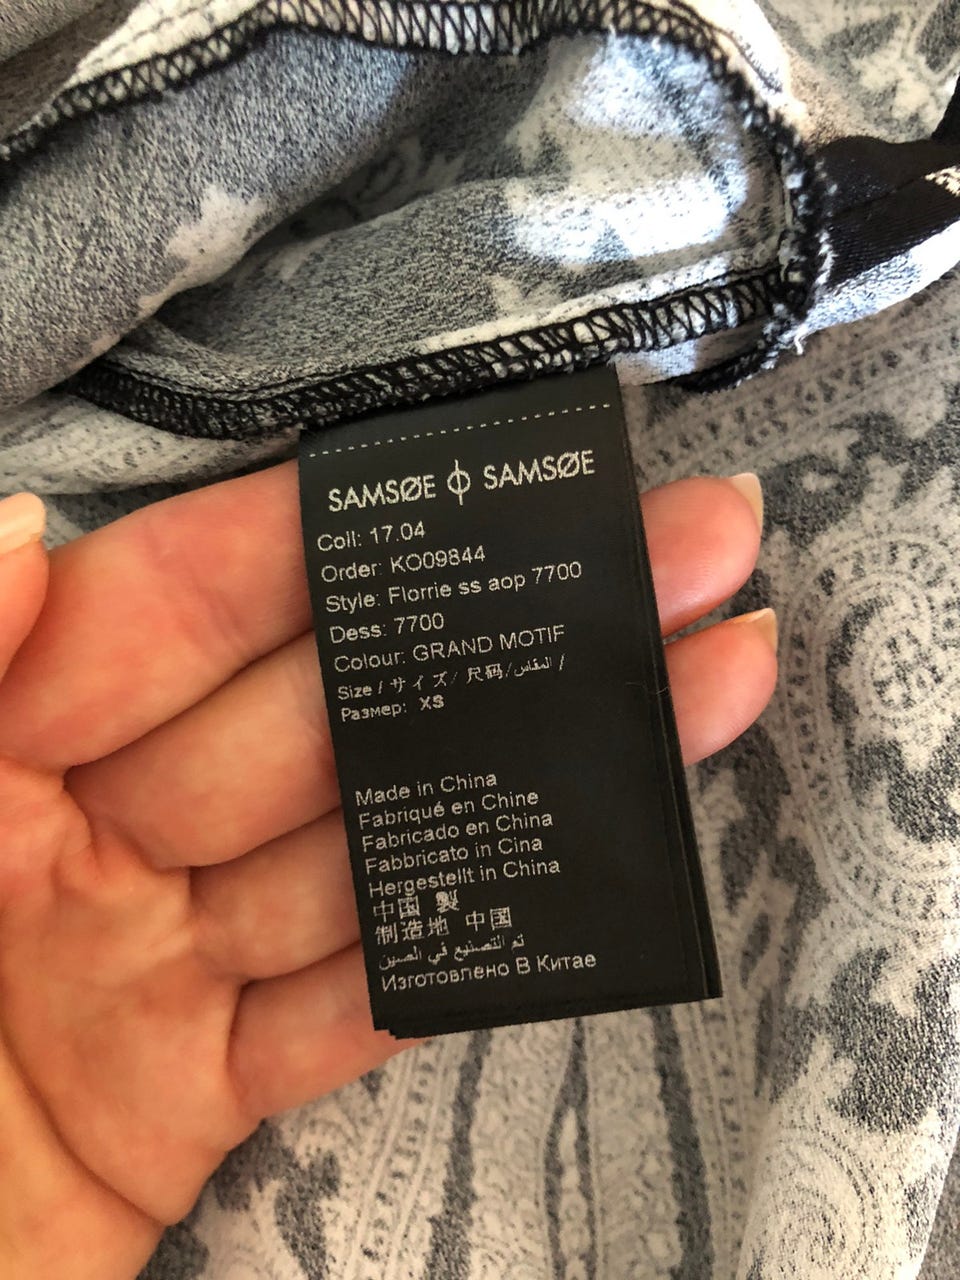 SAMSØE ϕ SAMSØE
Coll: 17.04
Order: KO09844
Style: Florrie ss aop 7700
Dess: 7700
Colour: GRAND MOTIF
Size / サイズ / 尺码 / المقاس /
Размер: XS
Made in China
Fabriqué en Chine
Fabricado en China
Fabbricato in Cina
Hergestellt in China
中国 製
制造地 中国
تم التصنيع في الصين
Изготовлено В Китае